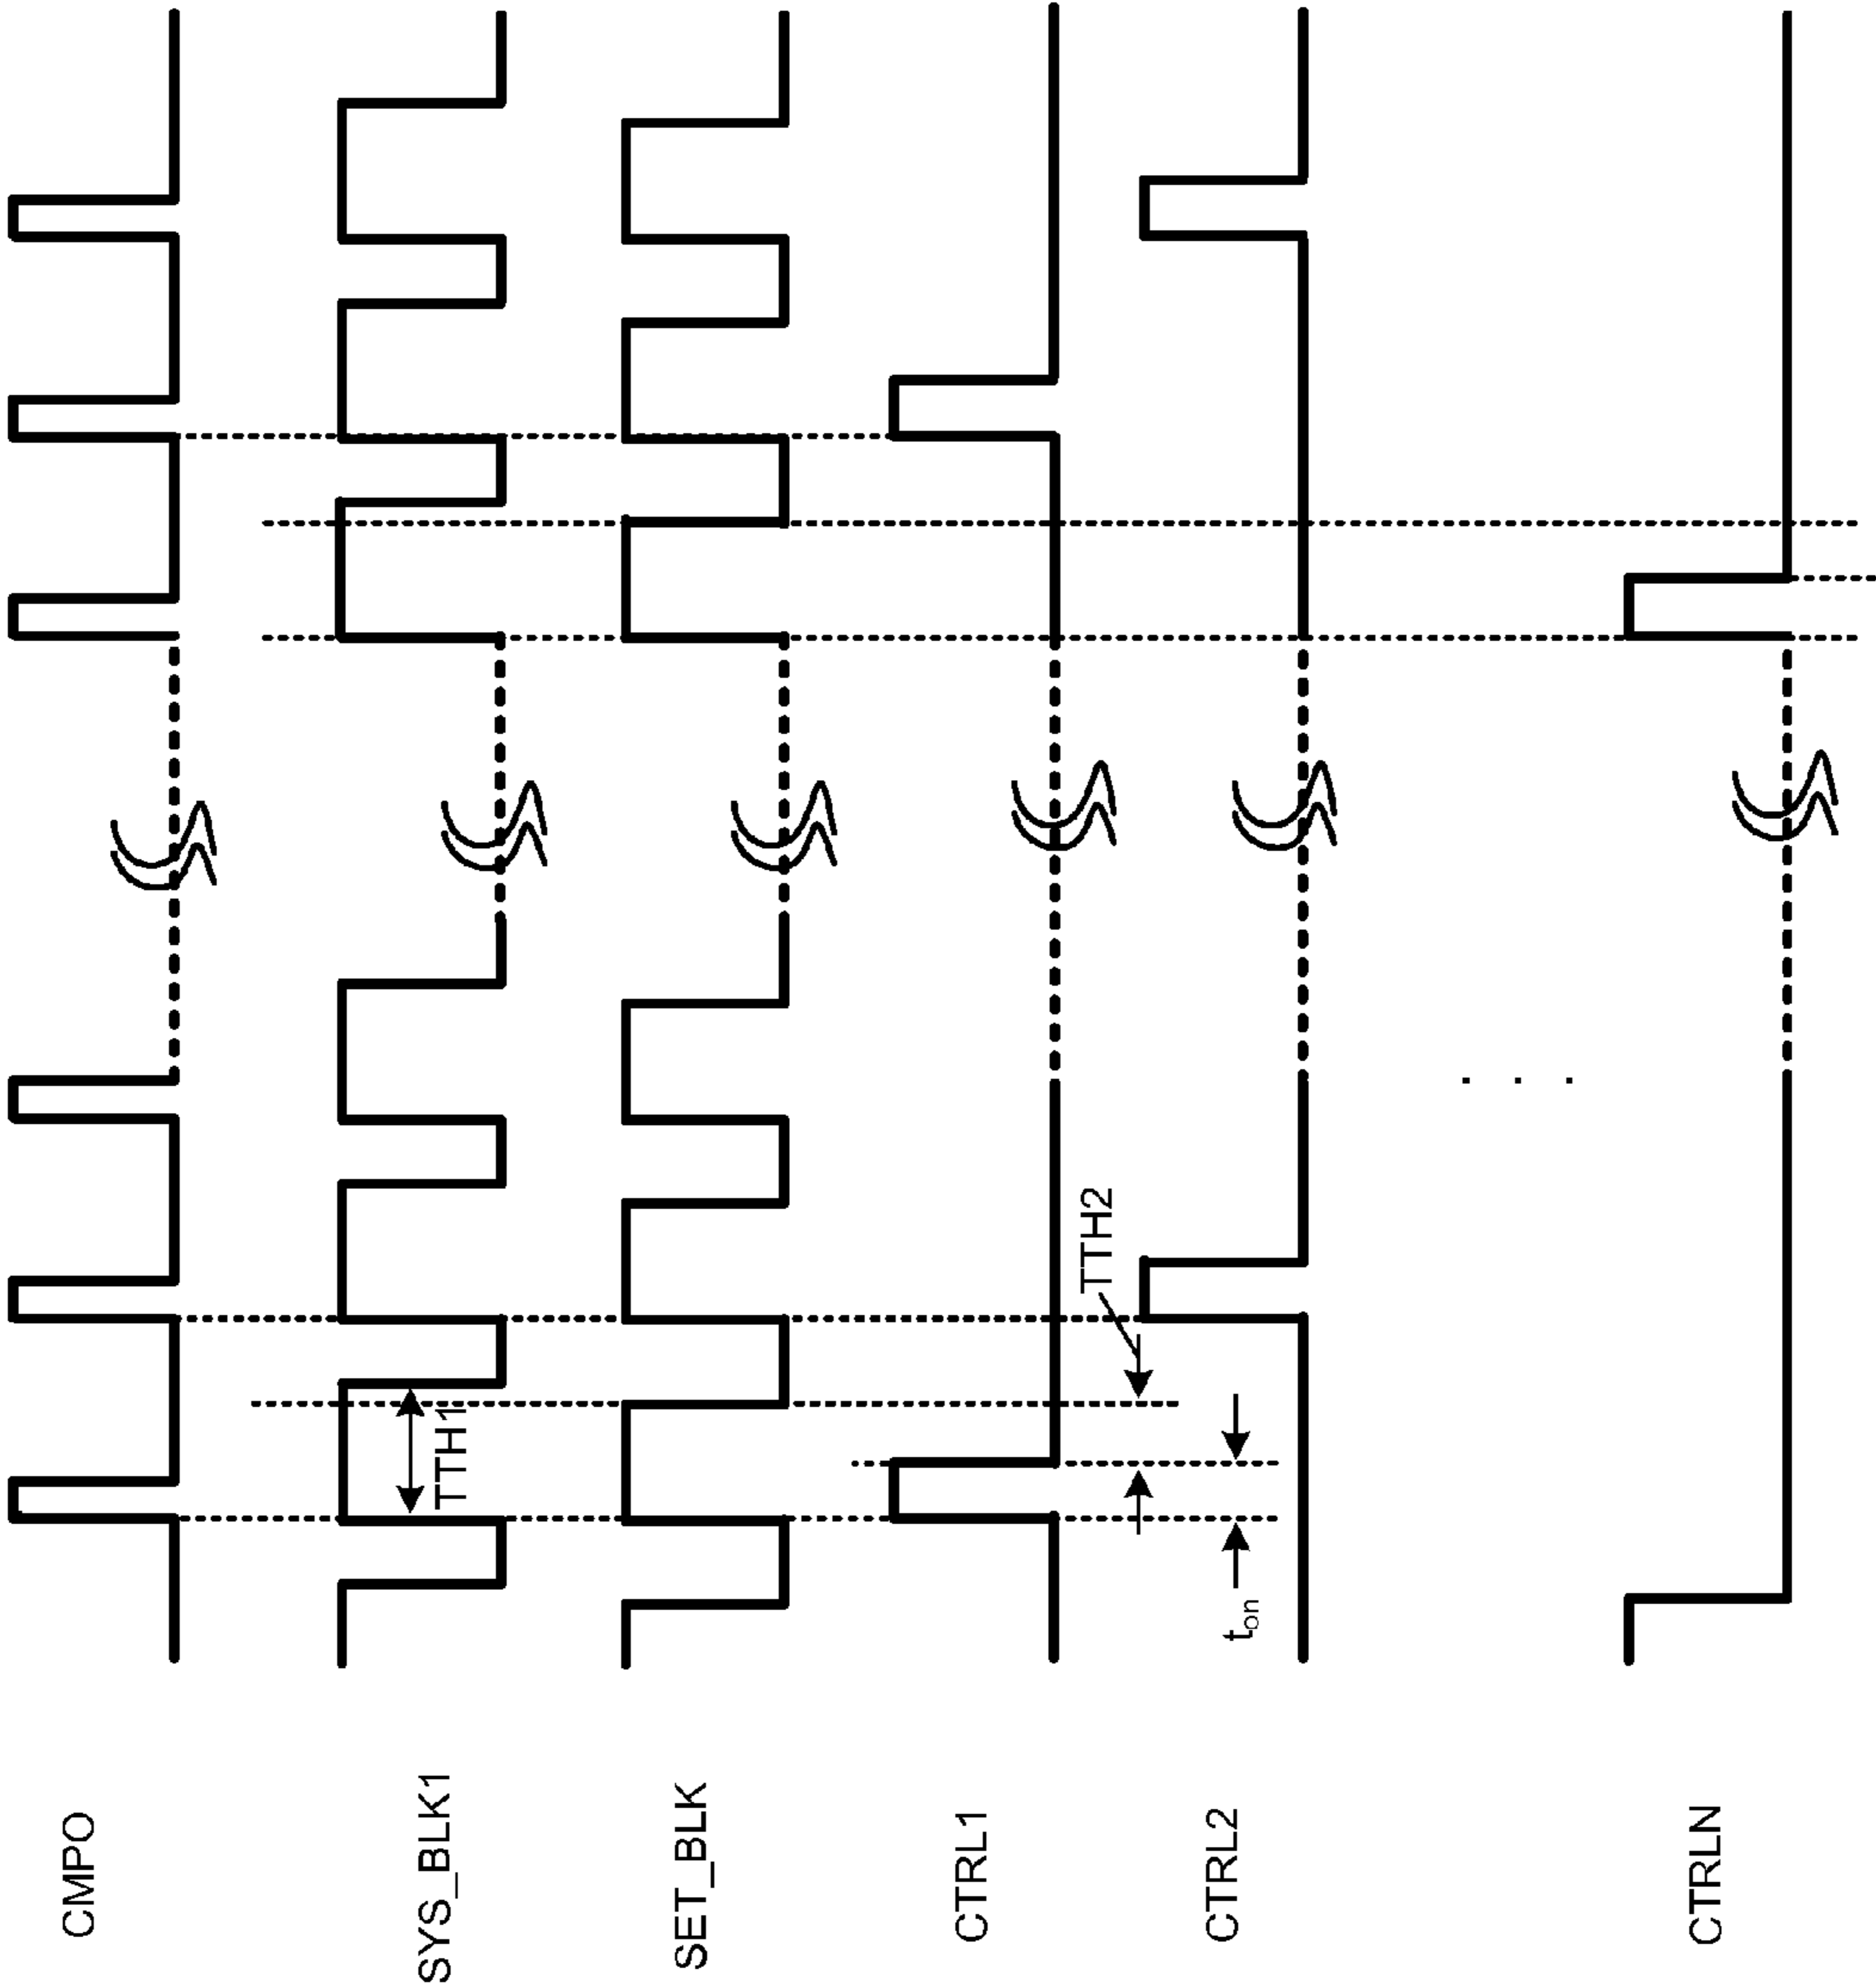 CMPO
SYS_BLK1
TTH1
SET_BLK
CTRL1
TTH2
CTRL2
ton
. . .
CTRLN